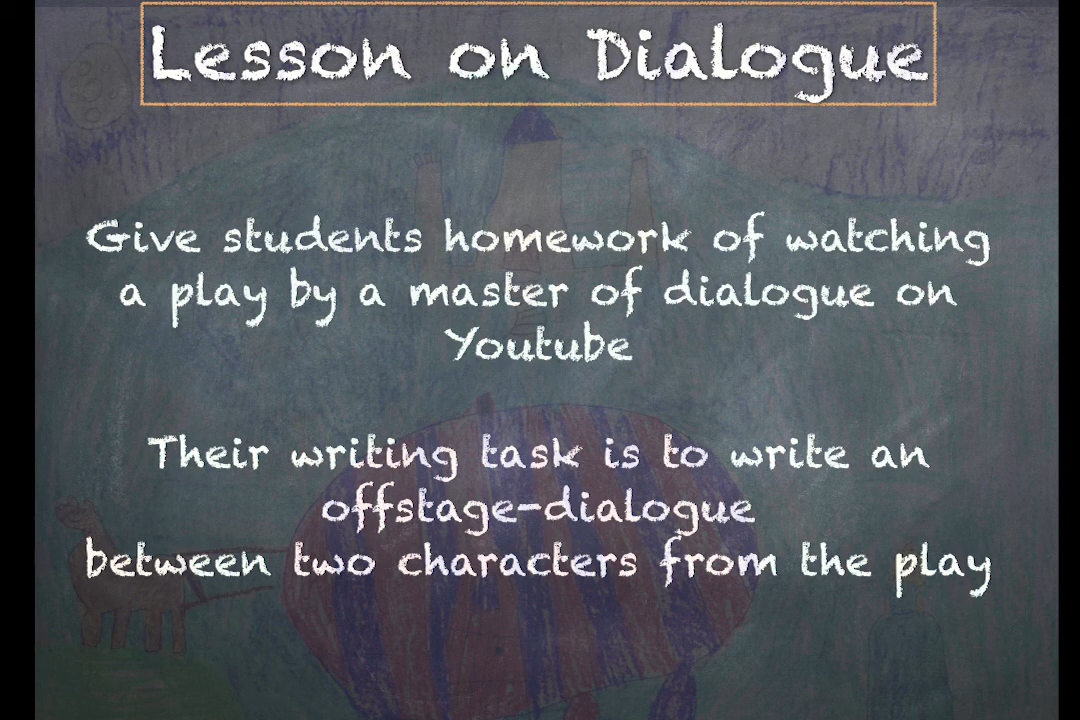 Lesson on Dialogue
Give students homework of watching
a play by a master of dialogue on
Youtube
Their writing task is to write an
offstage-dialogue
between two characters from the play